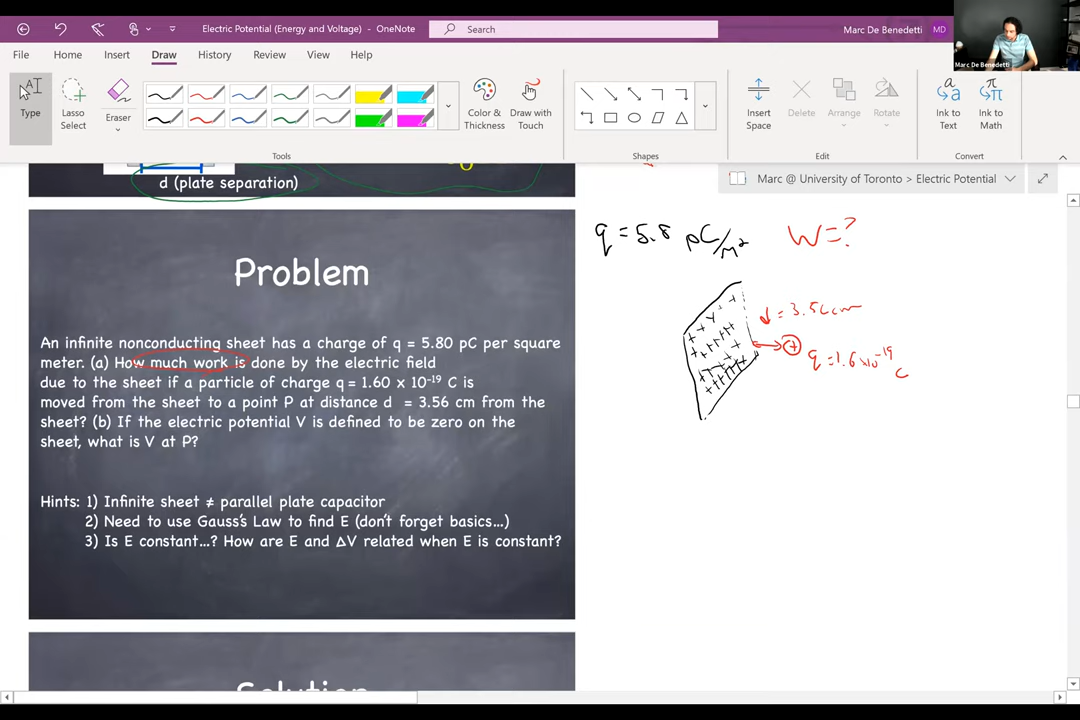 Electric Potential (Energy and Voltage) - OneNote
Search
Marc De Benedetti
MD
Marc De Benedetti
File Home Insert Draw History Review View Help
Type
Lasso Select
Eraser
Color & Thickness
Draw with Touch
Insert Space
Delete
Arrange
Rotate
Ink to Text
Ink to Math
Tools
Shapes
Edit
Convert
d (plate separation)
Marc @ University of Toronto > Electric Potential
Problem
An infinite nonconducting sheet has a charge of q = 5.80 pC per square
meter. (a) How much work is done by the electric field
due to the sheet if a particle of charge q = 1.60 x 10⁻¹⁹ C is
moved from the sheet to a point P at distance d = 3.56 cm from the
sheet? (b) If the electric potential V is defined to be zero on the
sheet, what is V at P?
Hints: 1) Infinite sheet ≠ parallel plate capacitor
2) Need to use Gauss's Law to find E (don't forget basics...)
3) Is E constant...? How are E and ΔV related when E is constant?
Solution
q = 5.8 pC/m² W=?
d = 3.56cm
q=1.6x10⁻¹⁹
C